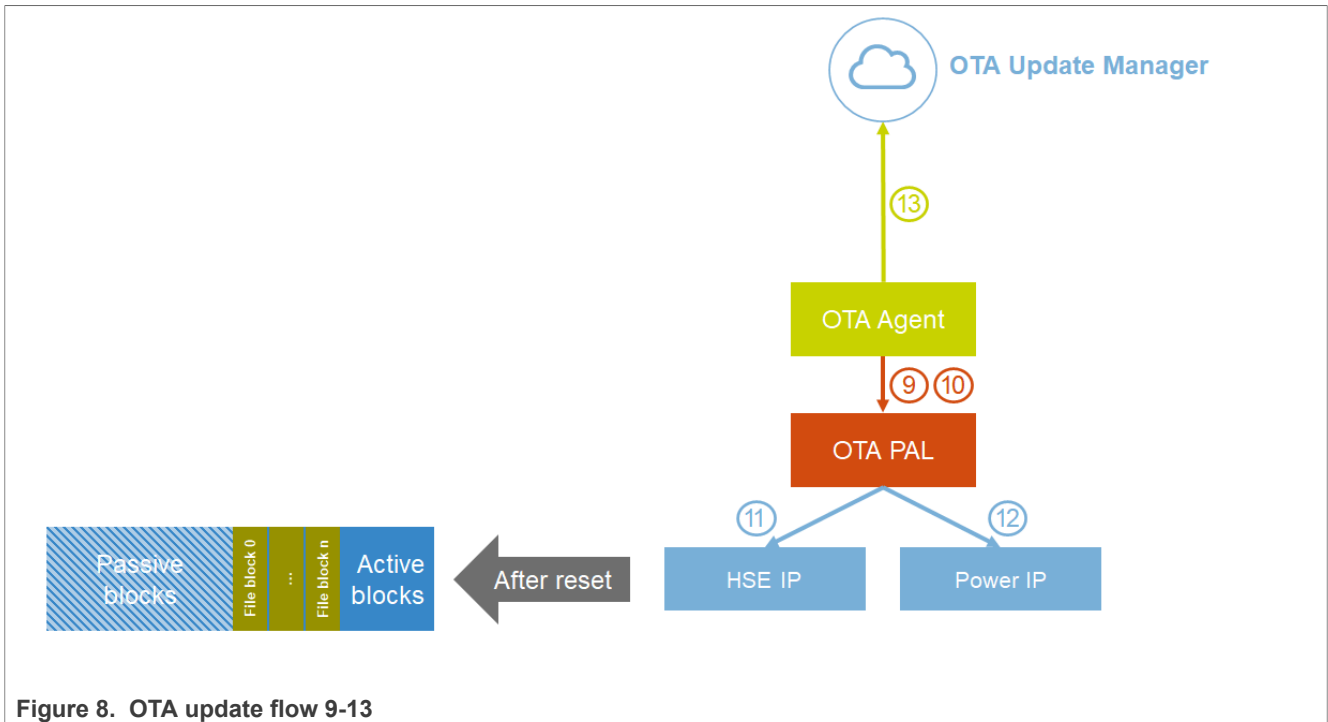 OTA Update Manager
13
OTA Agent
9 10
OTA PAL
11
12
Passive
blocks
File block 0
...
File block n
Active
blocks
After reset
HSE IP
Power IP
Figure 8. OTA update flow 9-13